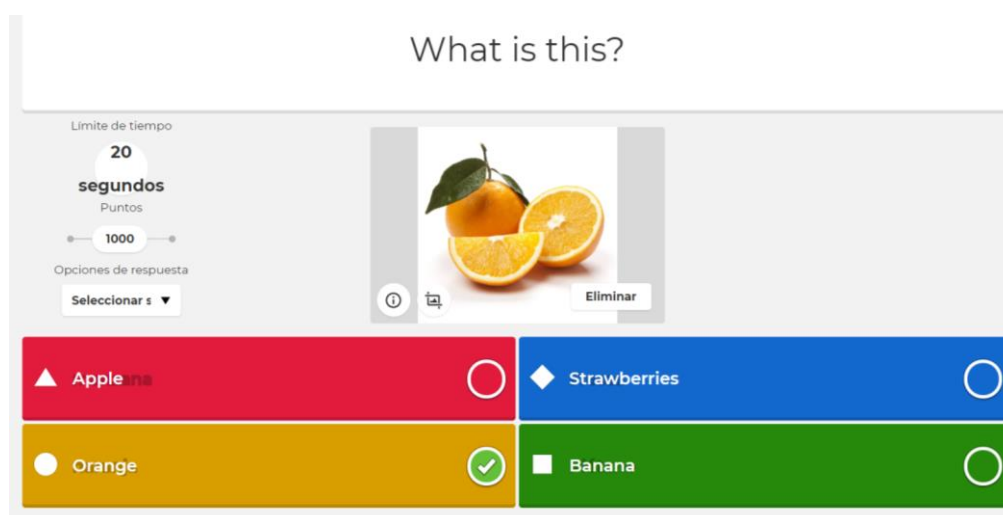 What is this?
Límite de tiempo
20
segundos
Puntos
1000
Opciones de respuesta
Seleccionar s
Eliminar
Apple
Strawberries
Orange
Banana